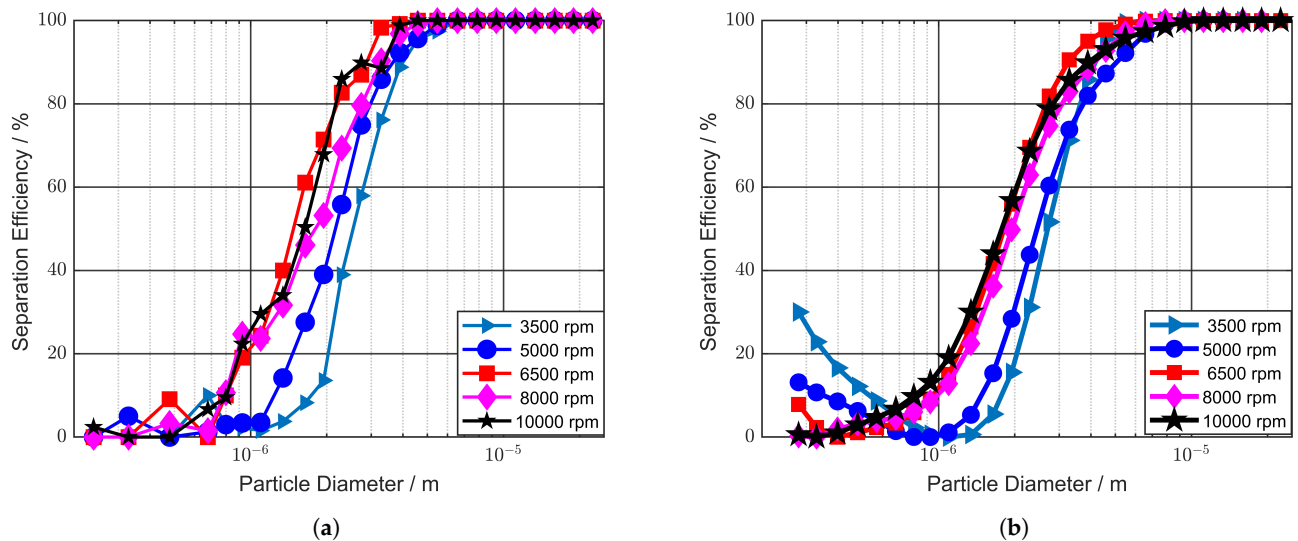 100
80
60
40
20
0
Separation Efficiency / %
10⁻⁶
10⁻⁵
Particle Diameter / m
3500 rpm
5000 rpm
6500 rpm
8000 rpm
10000 rpm
(a)
100
80
60
40
20
0
Separation Efficiency / %
10⁻⁶
10⁻⁵
Particle Diameter / m
3500 rpm
5000 rpm
6500 rpm
8000 rpm
10000 rpm
(b)